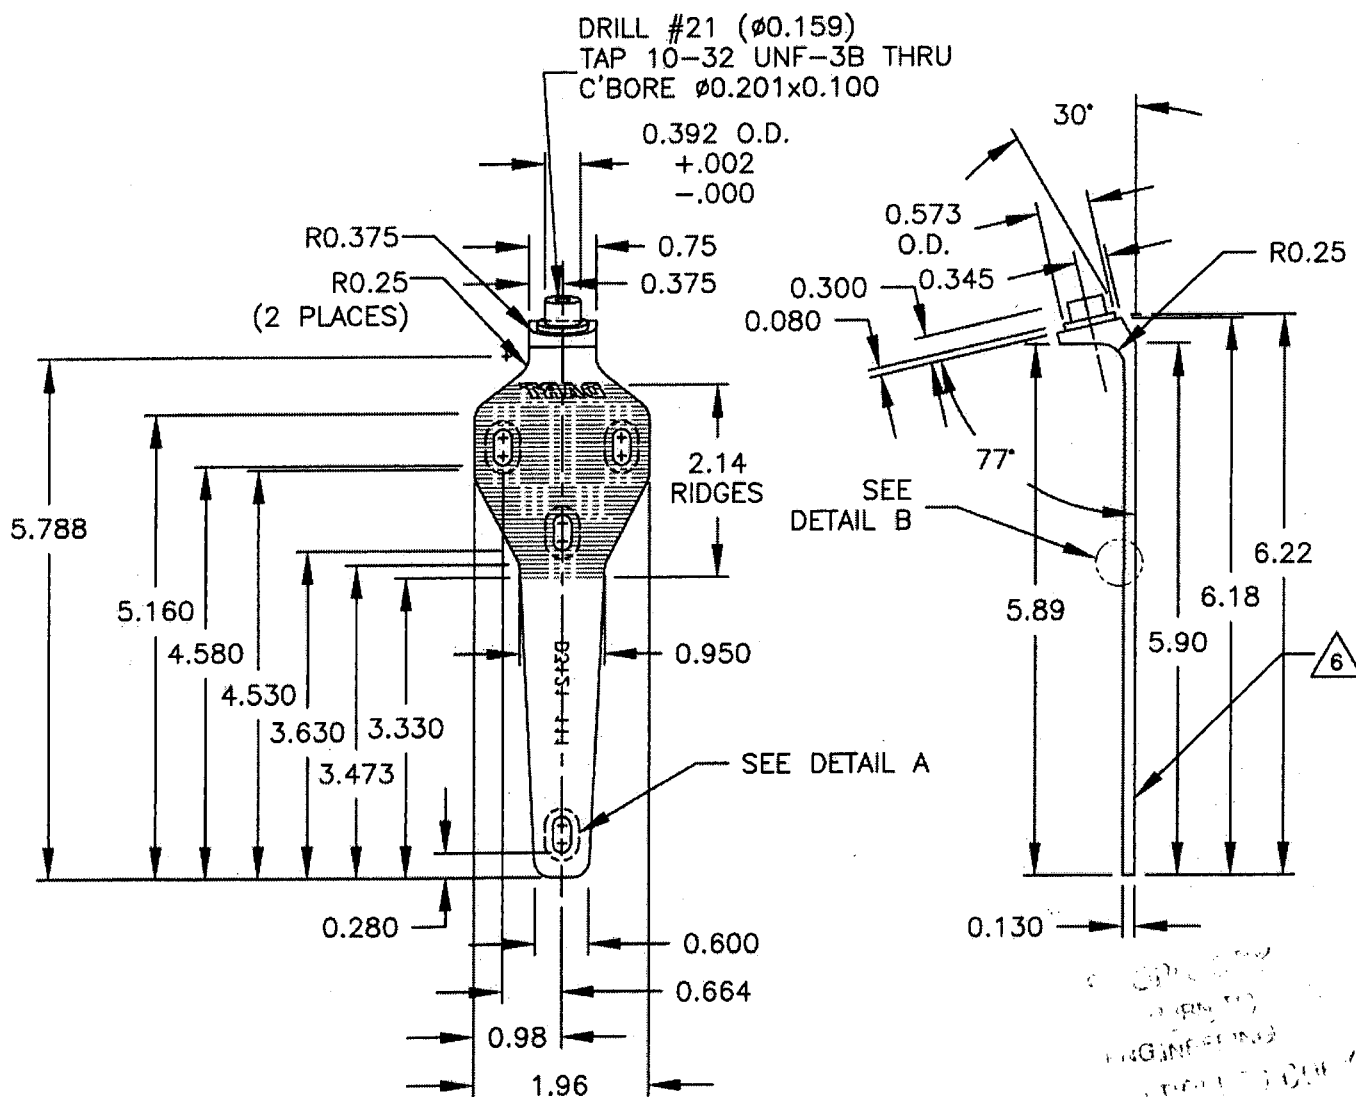 DRILL #21 (ø0.159)
TAP 10-32 UNF-3B THRU
C'BORE ø0.201x0.100
0.392 O.D.
+.002
-.000
30°
0.573
O.D.
R0.375
0.75
R0.25
R0.25
0.375
0.345
0.300
(2 PLACES)
0.080
2.14
RIDGES
77°
SEE
DETAIL B
5.788
6.22
5.160
5.89
6.18
4.580
5.90
0.950
6
4.530
3.630
3.330
3.473
SEE DETAIL A
0.280
0.600
0.130
0.664
0.98
1.96
ENGINEERING